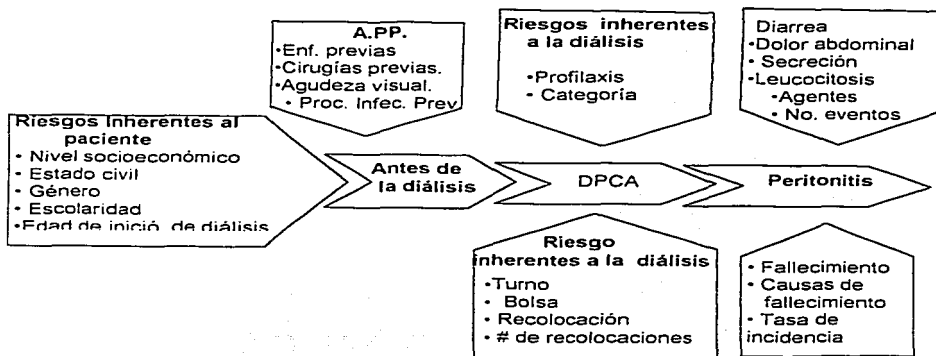 A.PP.
•Enf. previas
•Cirugías previas.
•Agudeza visual.
• Proc. Infec. Prev
Riesgos inherentes
a la diálisis
•Profilaxis
• Categoría
Diarrea
•Dolor abdominal
• Secreción
•Leucocitosis
•Agentes
• No. eventos
Riesgos Inherentes al
paciente
• Nivel socioeconómico
• Estado civil
• Género
• Escolaridad
•Edad de inició de diálisis
Antes de
la diálisis
DPCA
Peritonitis
Riesgo
inherentes a la diálisis
•Turno
• Bolsa
• Recolocación
• # de recolocaciones
• Fallecimiento
• Causas de
fallecimiento
• Tasa de
incidencia